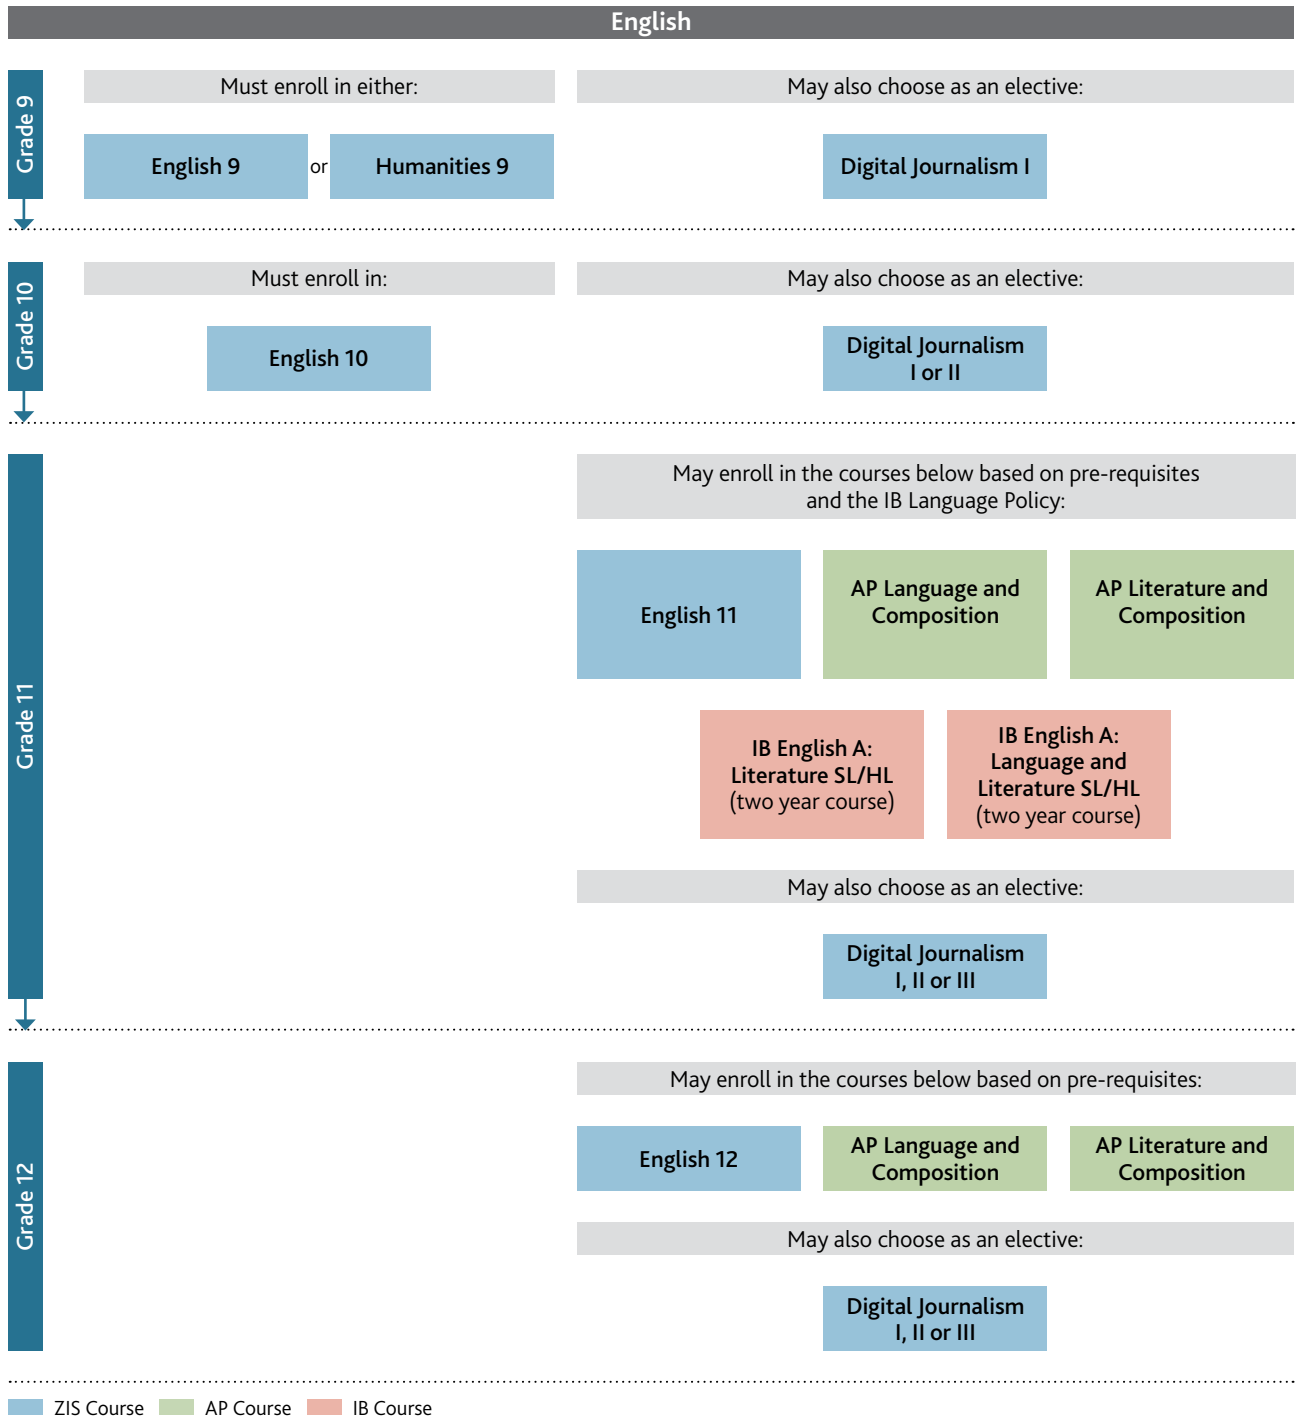 English
Grade 9
Must enroll in either:
May also choose as an elective:
English 9
or
Humanities 9
Digital Journalism I
Grade 10
Must enroll in:
May also choose as an elective:
English 10
Digital Journalism
I or II
Grade 11
May enroll in the courses below based on pre-requisites
and the IB Language Policy:
English 11
AP Language and
Composition
AP Literature and
Composition
IB English A:
Literature SL/HL
(two year course)
IB English A:
Language and
Literature SL/HL
(two year course)
May also choose as an elective:
Digital Journalism
I, II or III
Grade 12
May enroll in the courses below based on pre-requisites:
English 12
AP Language and
Composition
AP Literature and
Composition
May also choose as an elective:
Digital Journalism
I, II or III
ZIS Course
AP Course
IB Course